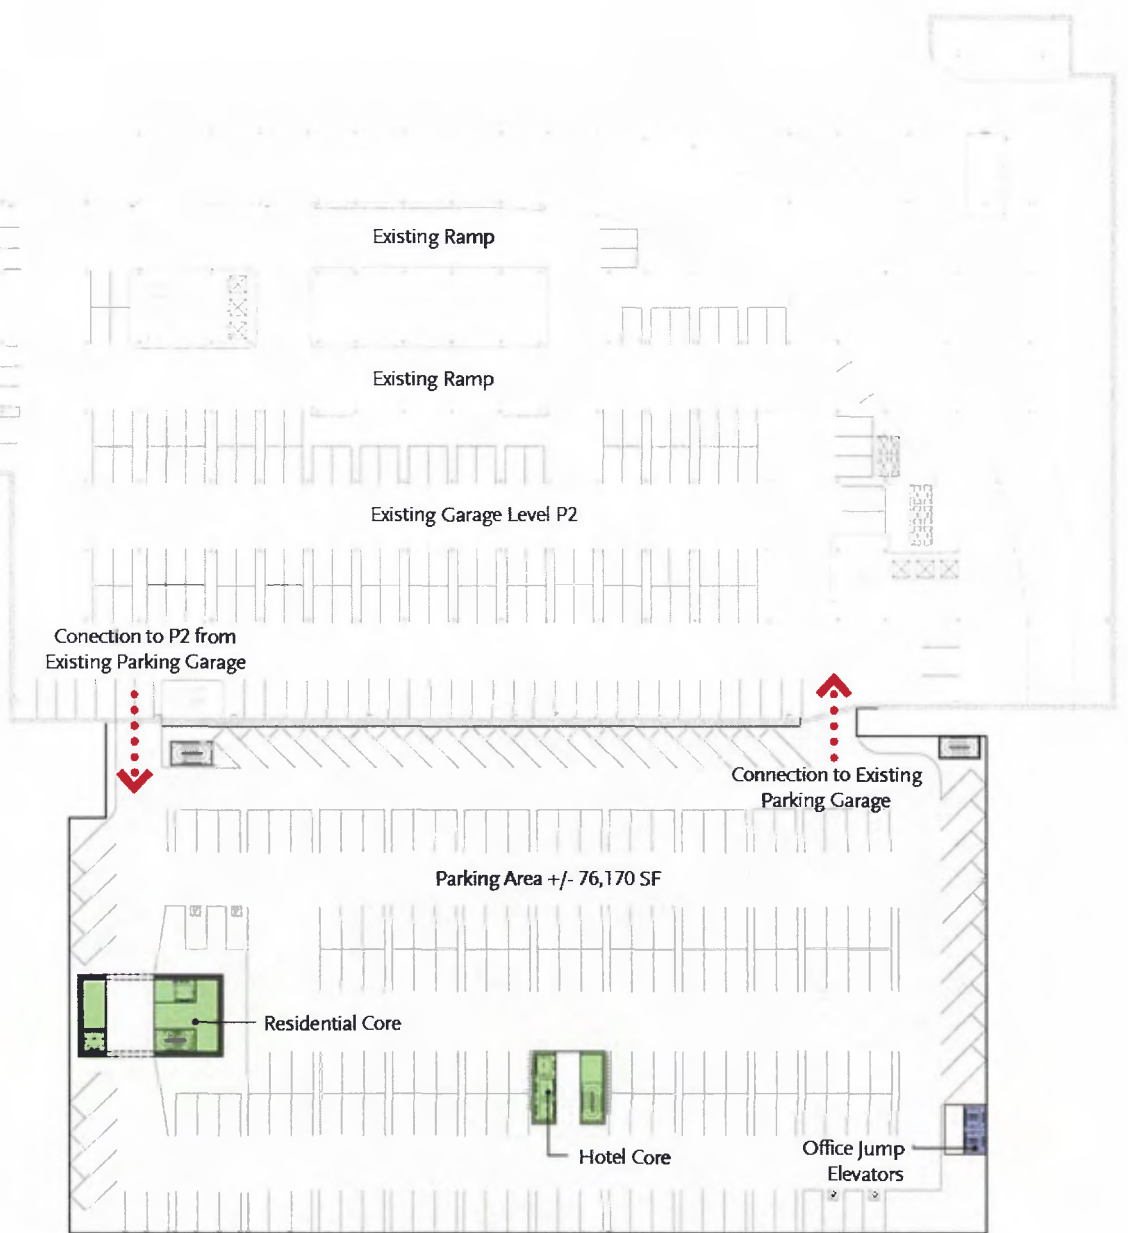 Existing Ramp
Existing Ramp
Existing Garage Level P2
Conection to P2 from
Existing Parking Garage
Connection to Existing
Parking Garage
Parking Area +/- 76,170 SF
Residential Core
Hotel Core
Office Jump
Elevators